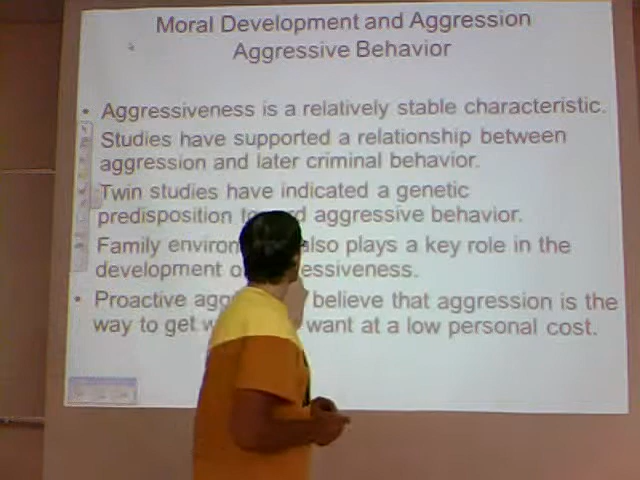 Moral Development and Aggression
Aggressive Behavior
• Aggressiveness is a relatively stable characteristic.
Studies have supported a relationship between
aggression and later criminal behavior.
Twin studies have indicated a genetic
predisposition aggressive behavior.
Family also plays a key role in the
development
• Proactive believe that aggression is the
way to get want at a low personal cost.